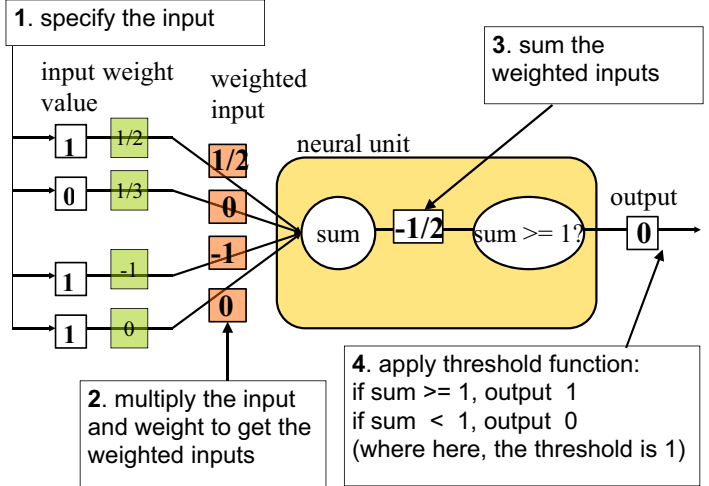 1. specify the input
3. sum the
weighted inputs
input weight
value
weighted
input
neural unit
output
1
1/2
1/2
0
1/3
0
1
-1
-1
1
0
0
sum
-1/2
sum >= 1?
0
2. multiply the input
and weight to get the
weighted inputs
4. apply threshold function:
if sum >= 1, output 1
if sum < 1, output 0
(where here, the threshold is 1)